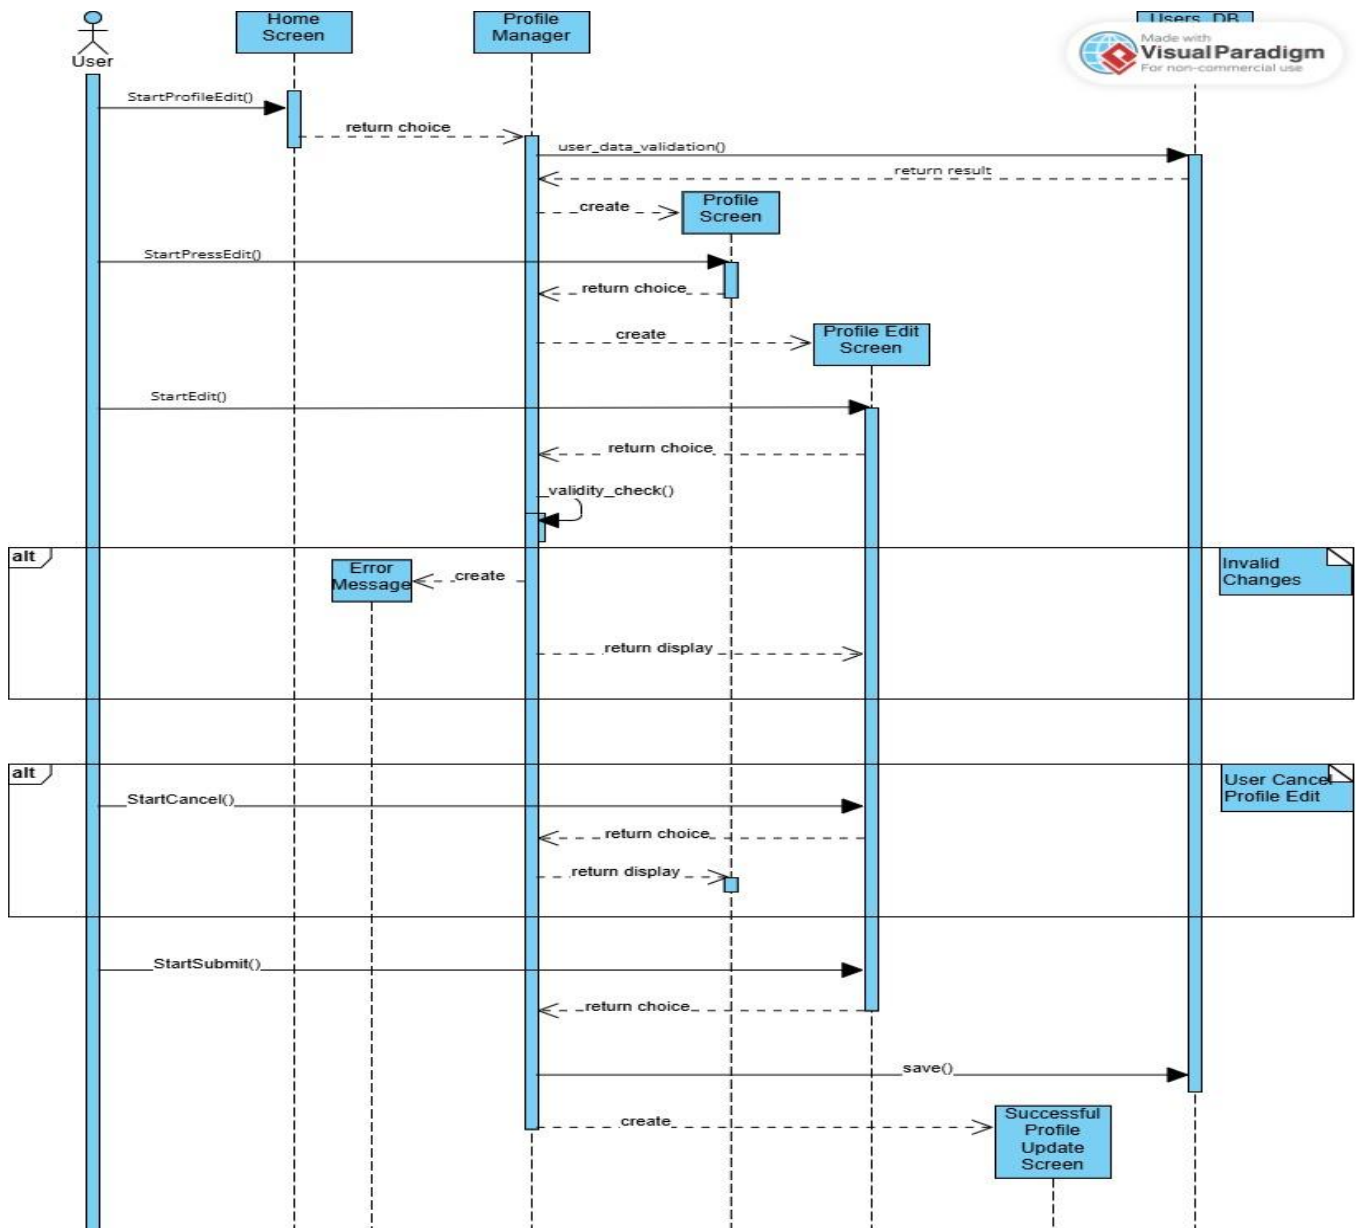 Home
Screen
Profile
Manager
Users_DB
Made with
Visual Paradigm
For non-commercial use
User
StartProfileEdit()
return choice
user_data_validation()
return result
create
Profile
Screen
StartPressEdit()
return choice
create
Profile Edit
Screen
StartEdit()
return choice
validity_check()
alt
Error
Message
create
Invalid
Changes
return display
alt
User Cancel
Profile Edit
StartCancel()
return choice
return display
StartSubmit()
return choice
save()
create
Successful
Profile
Update
Screen